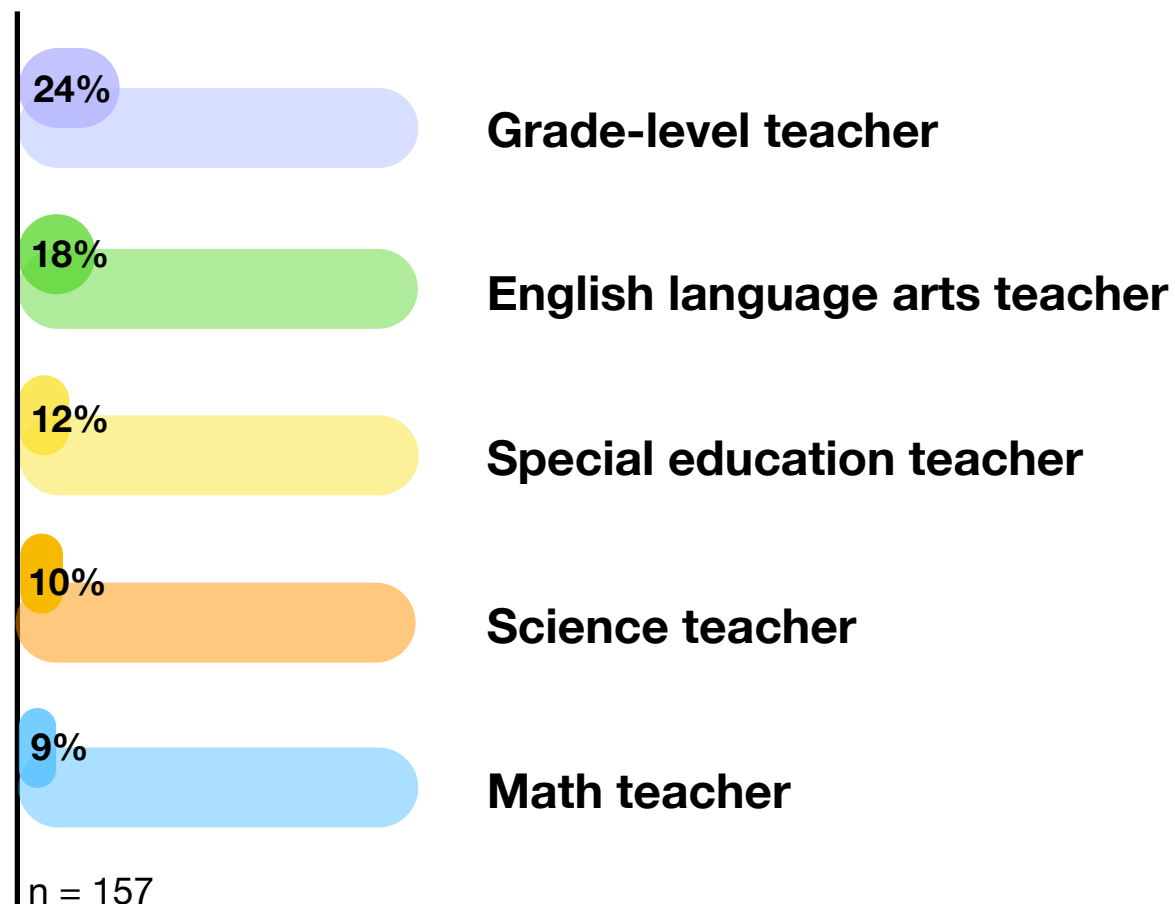 24%
Grade-level teacher
18%
English language arts teacher
12%
Special education teacher
10%
Science teacher
9%
Math teacher
n = 157